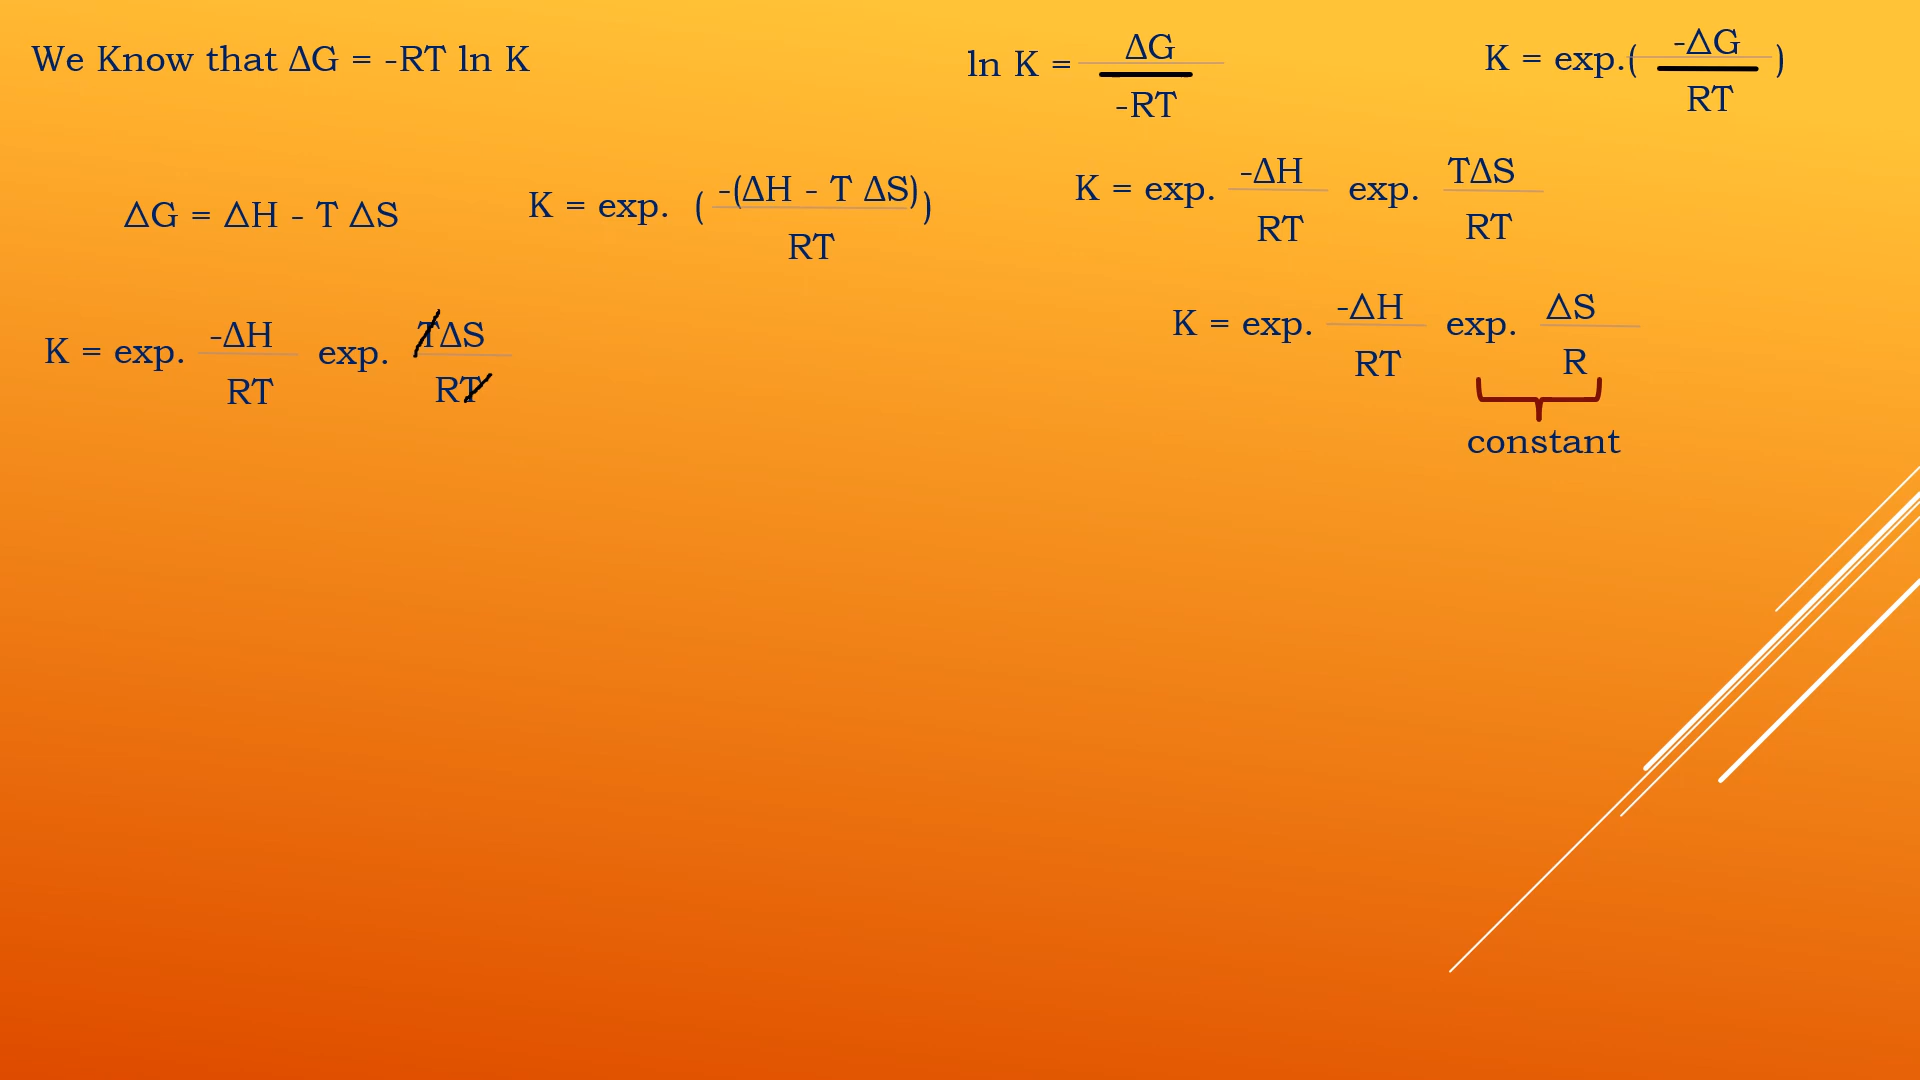 We Know that ΔG = -RT ln K
ln K = ΔG / -RT
K = exp.( -ΔG / RT )
ΔG = ΔH - T ΔS
K = exp. ( -(ΔH - T ΔS) / RT )
K = exp. -ΔH / RT exp. TΔS / RT
K = exp. -ΔH / RT exp. TΔS / RT
K = exp. -ΔH / RT exp. ΔS / R
constant